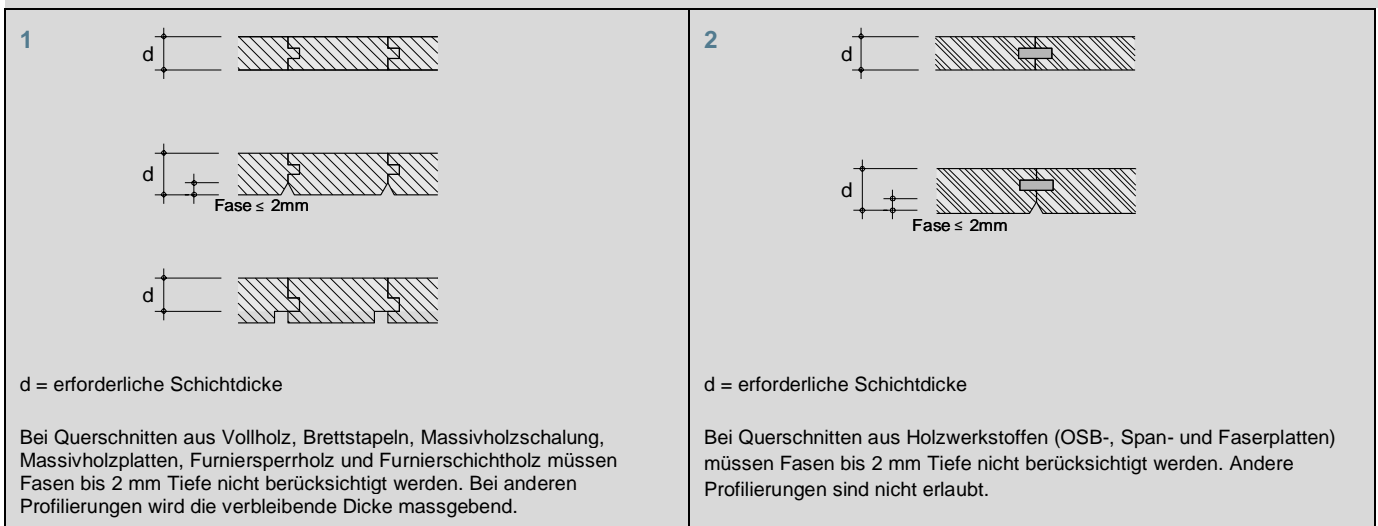 1
d
d
Fase ≤ 2mm
d
d = erforderliche Schichtdicke
Bei Querschnitten aus Vollholz, Brettstapeln, Massivholzschalung,
Massivholzplatten, Furniersperrholz und Furnierschichtholz müssen
Fasen bis 2 mm Tiefe nicht berücksichtigt werden. Bei anderen
Profilierungen wird die verbleibende Dicke massgebend.
2
d
d
Fase ≤ 2mm
d = erforderliche Schichtdicke
Bei Querschnitten aus Holzwerkstoffen (OSB-, Span- und Faserplatten)
müssen Fasen bis 2 mm Tiefe nicht berücksichtigt werden. Andere
Profilierungen sind nicht erlaubt.